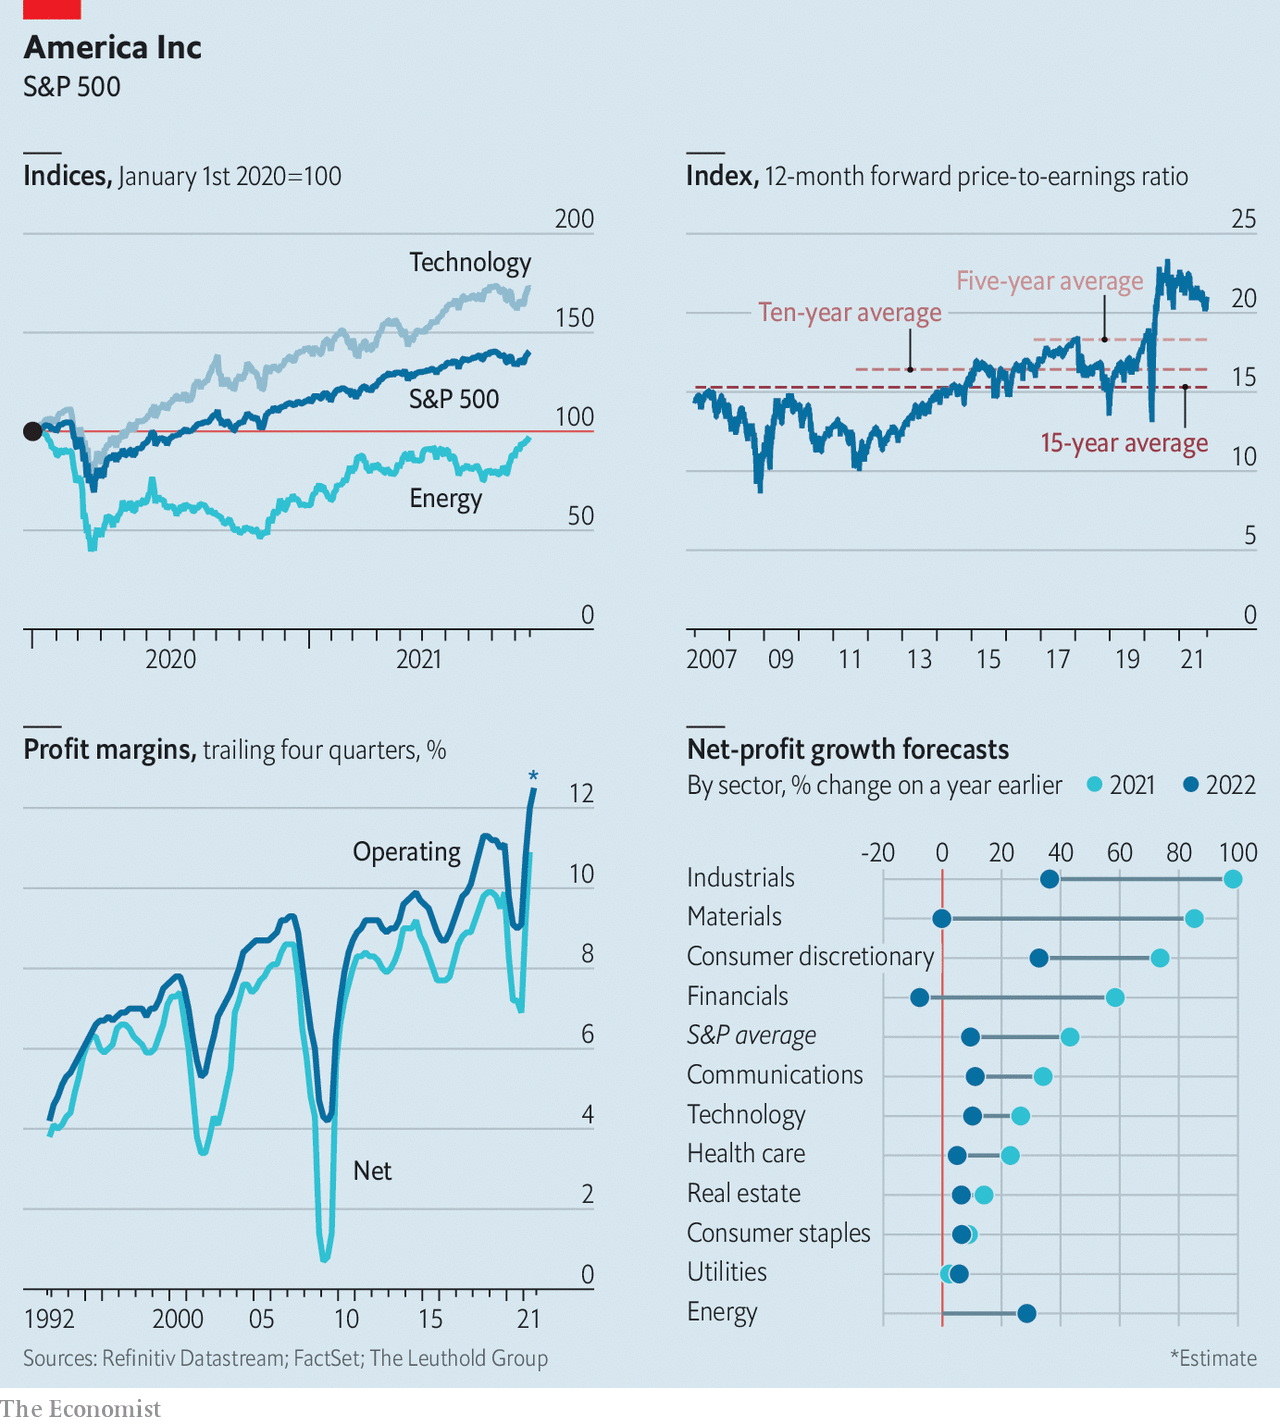 America Inc
S&P 500
Indices, January 1st 2020=100
200
150
100
50
0
Technology
S&P 500
Energy
2020 2021
Index, 12-month forward price-to-earnings ratio
25
20
15
10
5
0
Five-year average
Ten-year average
15-year average
2007 09 11 13 15 17 19 21
Profit margins, trailing four quarters, %
*
12
10
8
6
4
2
0
Operating
Net
1992 2000 05 10 15 21
Net-profit growth forecasts
By sector, % change on a year earlier 2021 2022
-20 0 20 40 60 80 100
Industrials
Materials
Consumer discretionary
Financials
S&P average
Communications
Technology
Health care
Real estate
Consumer staples
Utilities
Energy
Sources: Refinitiv Datastream; FactSet; The Leuthold Group
*Estimate
The Economist